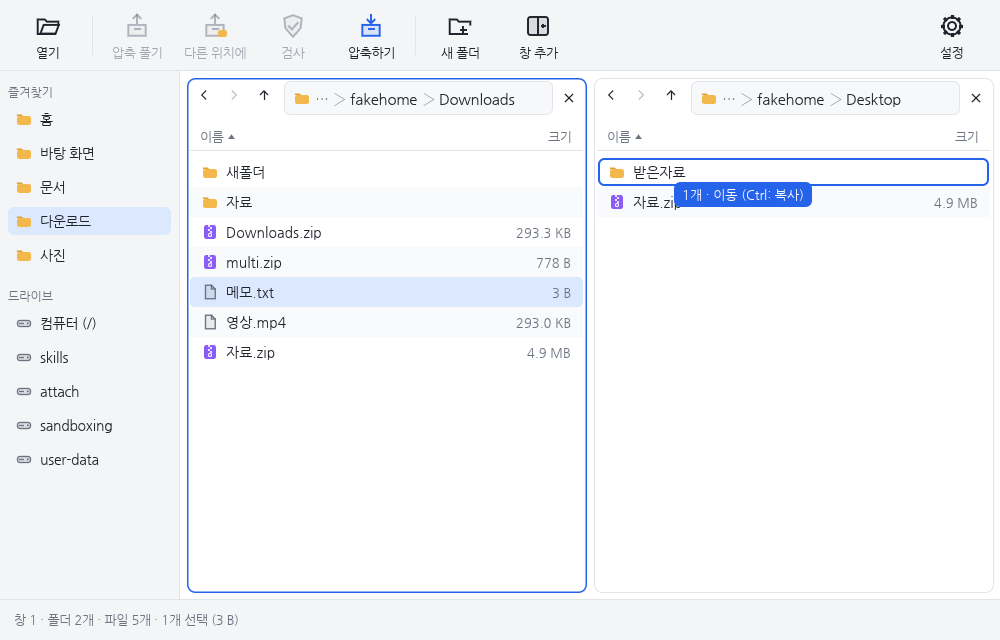 열기
압축 풀기
다른 위치에
검사
압축하기
새 폴더
창 추가
설정
즐겨찾기
홈
바탕 화면
문서
다운로드
사진
드라이브
컴퓨터 (/)
skills
attach
sandboxing
user-data
··· > fakehome > Downloads
이름 크기
새폴더
자료
Downloads.zip 293.3 KB
multi.zip 778 B
메모.txt 3 B
영상.mp4 293.0 KB
자료.zip 4.9 MB
··· > fakehome > Desktop
이름 크기
받은자료
1개 · 이동 (Ctrl: 복사)
자료.zip 4.9 MB
창 1 · 폴더 2개 · 파일 5개 · 1개 선택 (3 B)